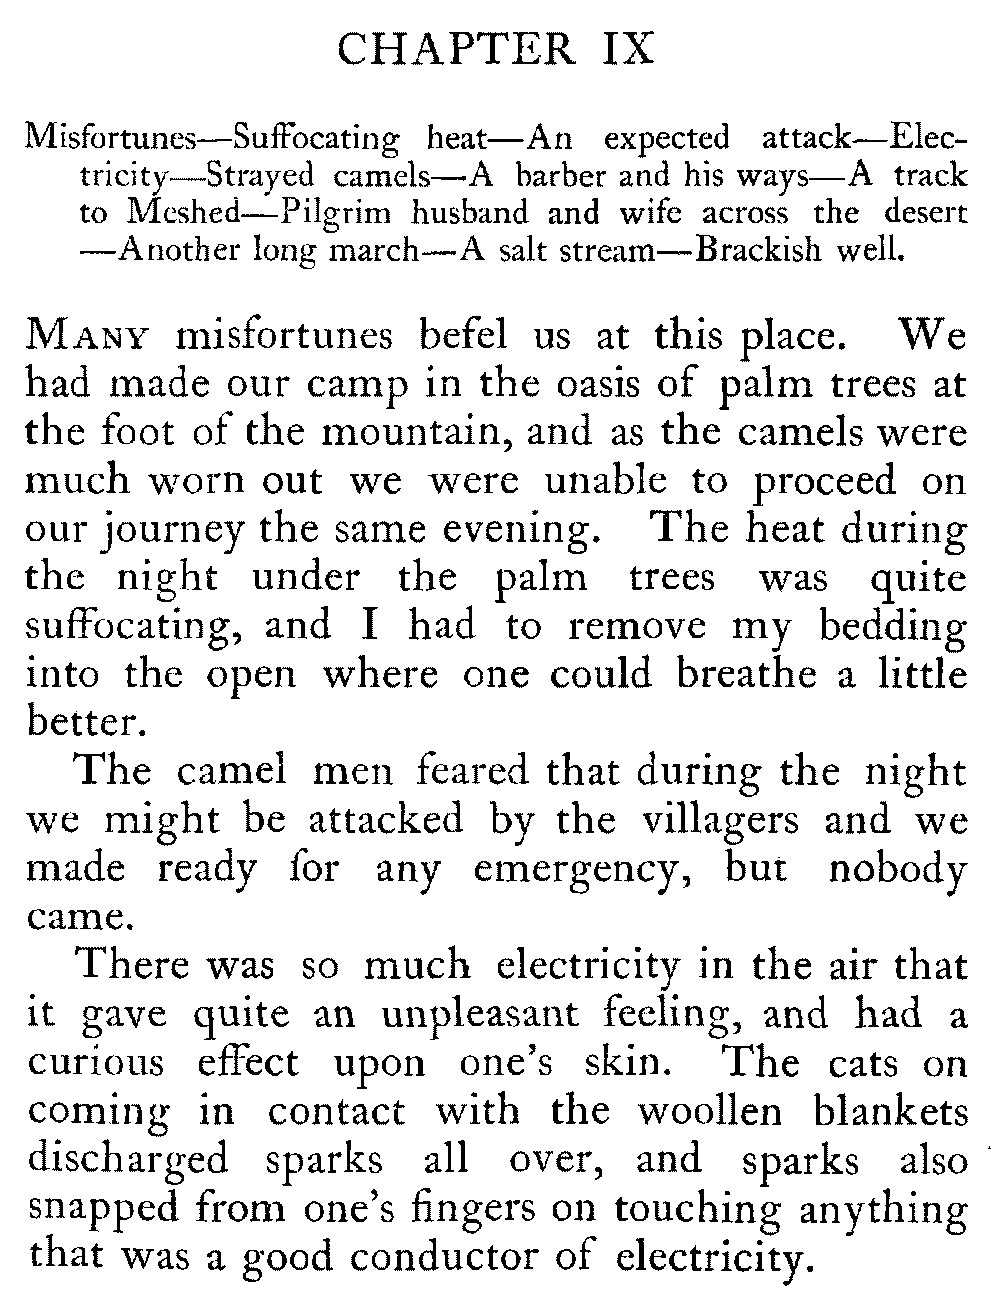 CHAPTER IX
Misfortunes—Suffocating heat—An expected attack—Elec-
tricity—Strayed camels—A barber and his ways—A track
to Meshed—Pilgrim husband and wife across the desert
—Another long march—A salt stream—Brackish well.
MANY misfortunes befel us at this place. We
had made our camp in the oasis of palm trees at
the foot of the mountain, and as the camels were
much worn out we were unable to proceed on
our journey the same evening. The heat during
the night under the palm trees was quite
suffocating, and I had to remove my bedding
into the open where one could breathe a little
better.
The camel men feared that during the night
we might be attacked by the villagers and we
made ready for any emergency, but nobody
came.
There was so much electricity in the air that
it gave quite an unpleasant feeling, and had a
curious effect upon one's skin. The cats on
coming in contact with the woollen blankets
discharged sparks all over, and sparks also
snapped from one's fingers on touching anything
that was a good conductor of electricity.